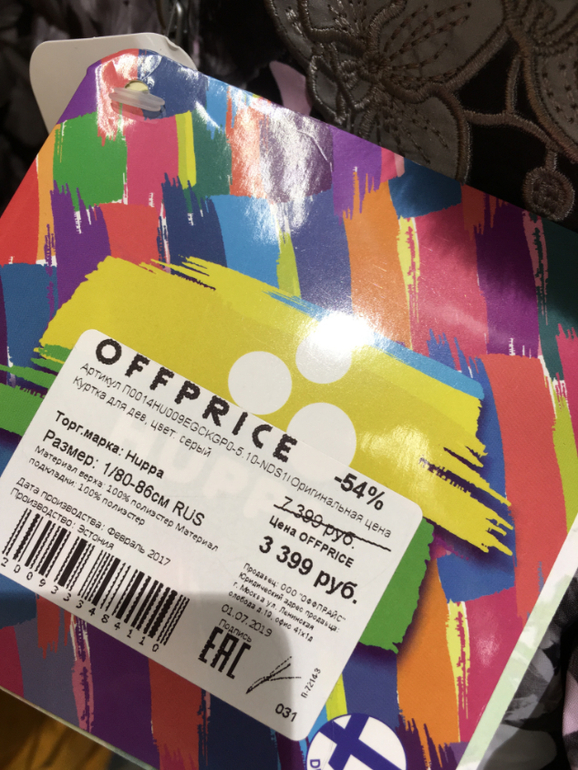 OFFPRICE
Артикул П0014HU009EGCKGP0-5.10-NDS1
Куртка для дев, цвет: серый
Торг.марка: Huppa
Размер: 1/80-86см RUS
Материал верха: 100% полиэстер Материал
подкладки: 100% полиэстер
Дата производства: Февраль 2017
Производство: Эстония
2009333484110
-54%
Оригинальная цена
7 399 руб.
Цена OFFPRICE
3 399 руб.
Продавец: ООО "ОФФПРАЙС"
Юридический адрес продавца:
г. Москва ул. Ленинская
слобода д.19, офис 41х1д
01.07.2019
Подпись
EAC
031